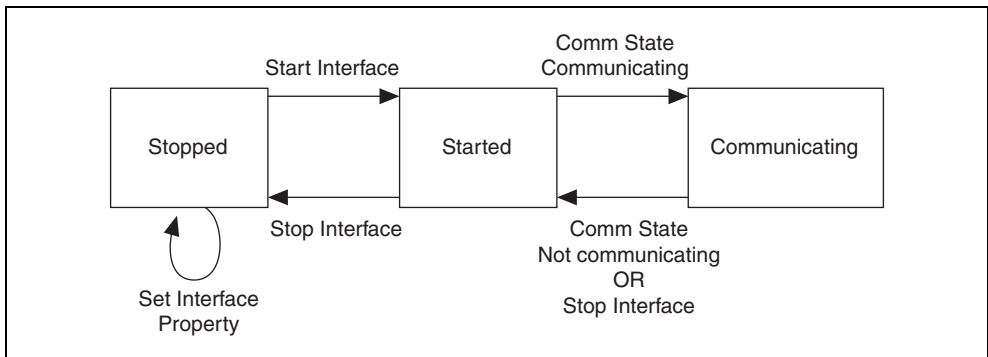 Start Interface
Comm State
Communicating
Stopped
Started
Communicating
Stop Interface
Comm State
Not communicating
OR
Stop Interface
Set Interface
Property